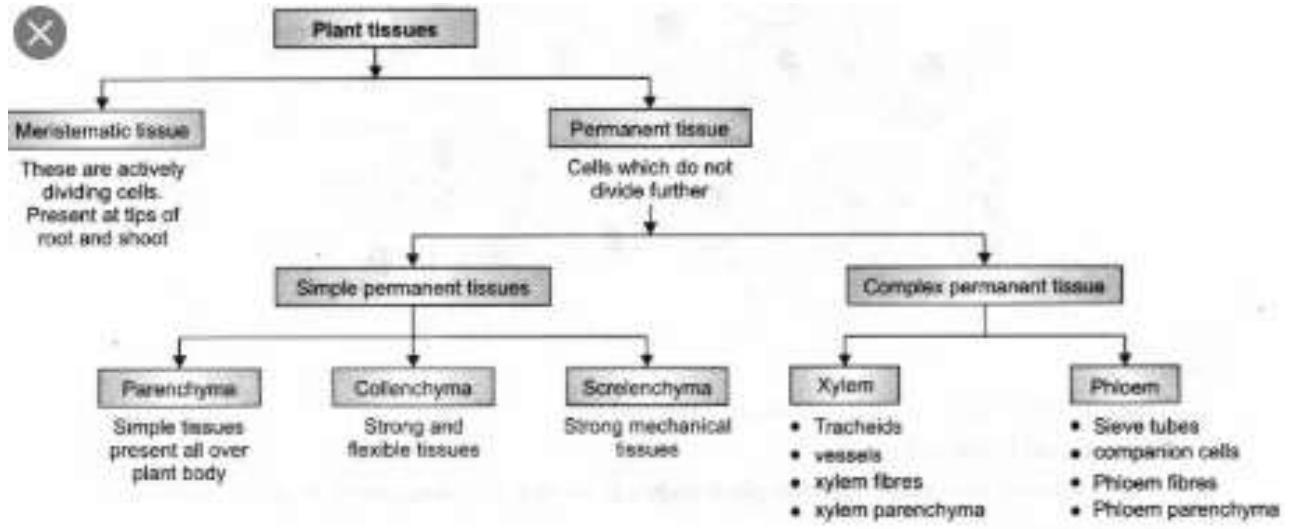 Plant tissues
Meristematic tissue
These are actively
dividing cells.
Present at tips of
root and shoot
Permanent tissue
Cells which do not
divide further
Simple permanent tissues
Complex permanent tissue
Parenchyma
Simple tissues
present all over
plant body
Collenchyma
Strong and
flexible tissues
Screlenchyma
Strong mechanical
tissues
Xylem
• Tracheids
• vessels
• xylem fibres
• xylem parenchyma
Phloem
• Sieve tubes
• companion cells
• Phloem fibres
• Phloem parenchyma